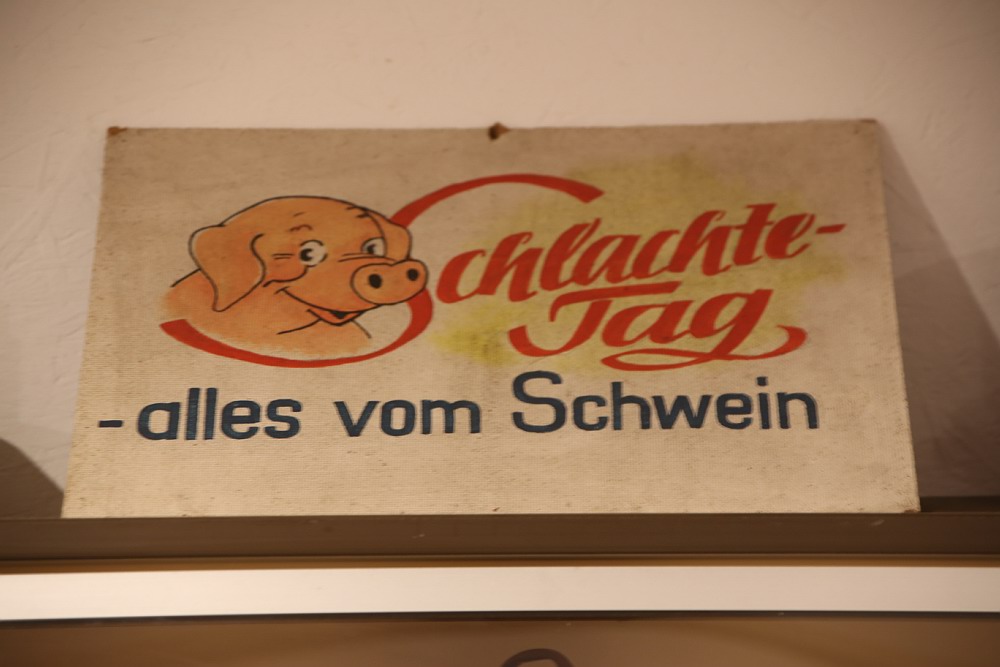 Schlachte-
Tag
- alles vom Schwein